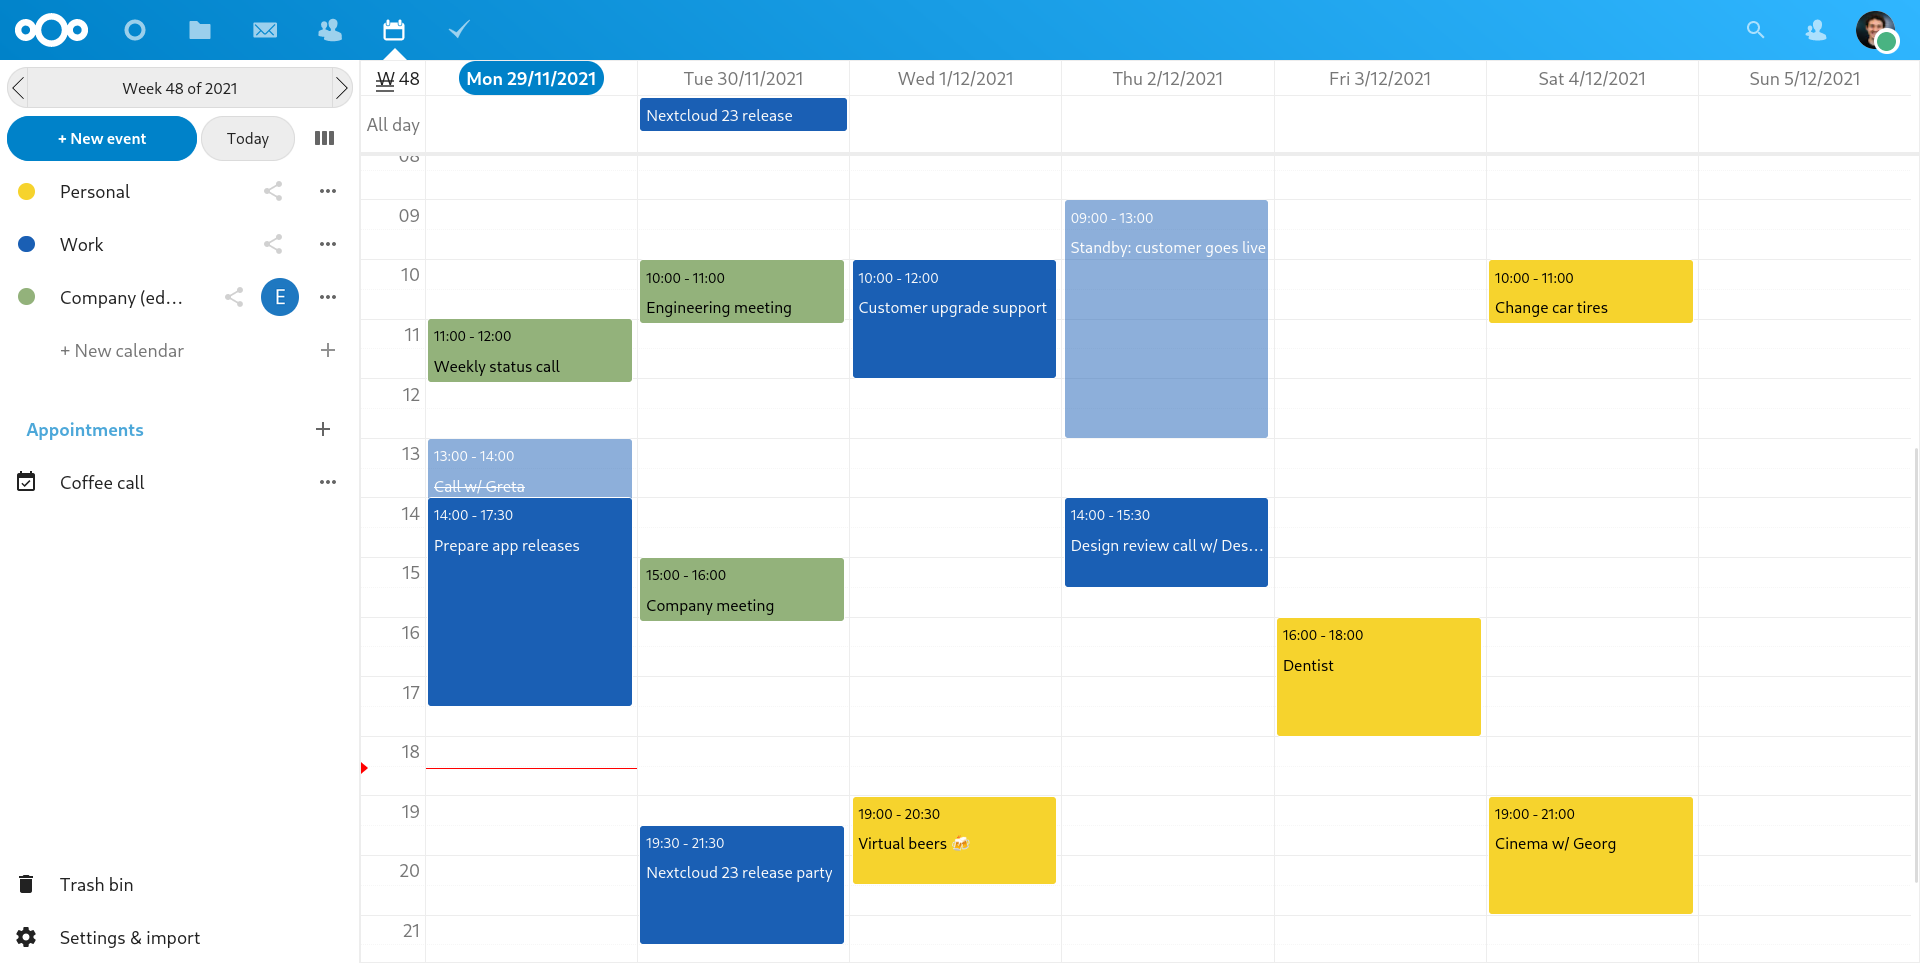 Week 48 of 2021
+ New event
Today
Personal
Work
Company (ed…
E
+ New calendar
Appointments
Coffee call
Trash bin
Settings & import
W 48
Mon 29/11/2021
Tue 30/11/2021
Wed 1/12/2021
Thu 2/12/2021
Fri 3/12/2021
Sat 4/12/2021
Sun 5/12/2021
All day
Nextcloud 23 release
08
09
10
11
12
13
14
15
16
17
18
19
20
21
11:00 - 12:00
Weekly status call
13:00 - 14:00
Call w/ Greta
14:00 - 17:30
Prepare app releases
10:00 - 11:00
Engineering meeting
15:00 - 16:00
Company meeting
19:30 - 21:30
Nextcloud 23 release party
10:00 - 12:00
Customer upgrade support
19:00 - 20:30
Virtual beers 🍻
09:00 - 13:00
Standby: customer goes live
14:00 - 15:30
Design review call w/ Des…
16:00 - 18:00
Dentist
10:00 - 11:00
Change car tires
19:00 - 21:00
Cinema w/ Georg